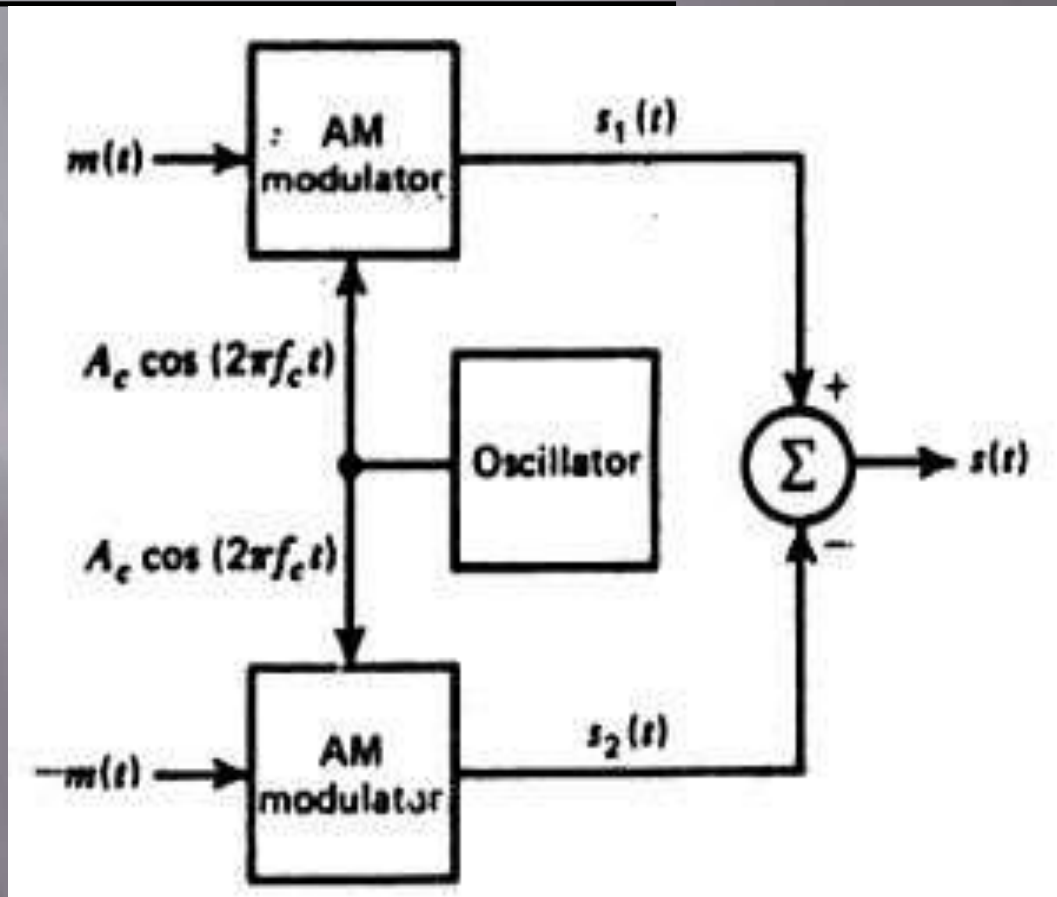 s₁(t)
m(t)
AM
modulator
A_c cos (2πf_c t)
+
Oscillator
Σ
s(t)
A_c cos (2πf_c t)
−
s₂(t)
−m(t)
AM
modulator